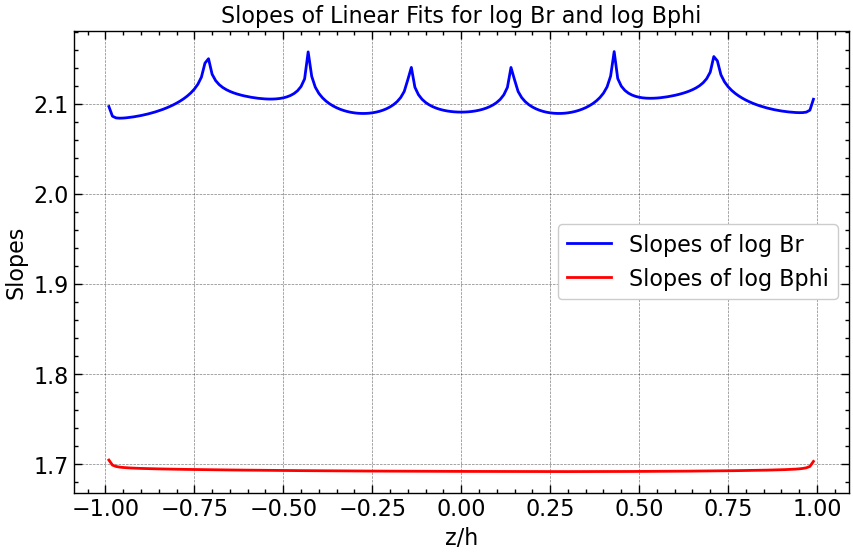 Slopes of Linear Fits for log Br and log Bphi
Slopes
2.1
2.0
1.9
1.8
1.7
Slopes of log Br
Slopes of log Bphi
−1.00 −0.75 −0.50 −0.25 0.00 0.25 0.50 0.75 1.00
z/h